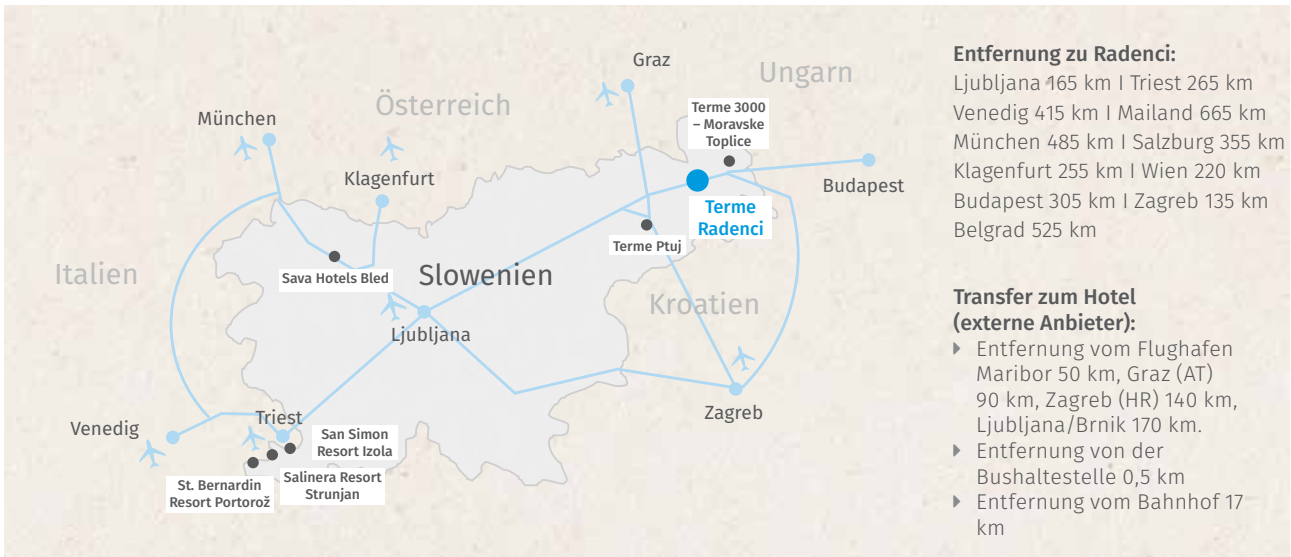 Graz
Ungarn
Österreich
München
Terme 3000
– Moravske
Toplice
Klagenfurt
Budapest
Terme
Radenci
Terme Ptuj
Italien
Sava Hotels Bled
Slowenien
Kroatien
Ljubljana
Zagreb
Triest
Venedig
San Simon
Resort Izola
St. Bernardin
Resort Portorož
Salinera Resort
Strunjan
Entfernung zu Radenci:
Ljubljana 165 km I Triest 265 km
Venedig 415 km I Mailand 665 km
München 485 km I Salzburg 355 km
Klagenfurt 255 km I Wien 220 km
Budapest 305 km I Zagreb 135 km
Belgrad 525 km
Transfer zum Hotel
(externe Anbieter):
Entfernung vom Flughafen
Maribor 50 km, Graz (AT)
90 km, Zagreb (HR) 140 km,
Ljubljana/Brnik 170 km.
Entfernung von der
Bushaltestelle 0,5 km
Entfernung vom Bahnhof 17
km